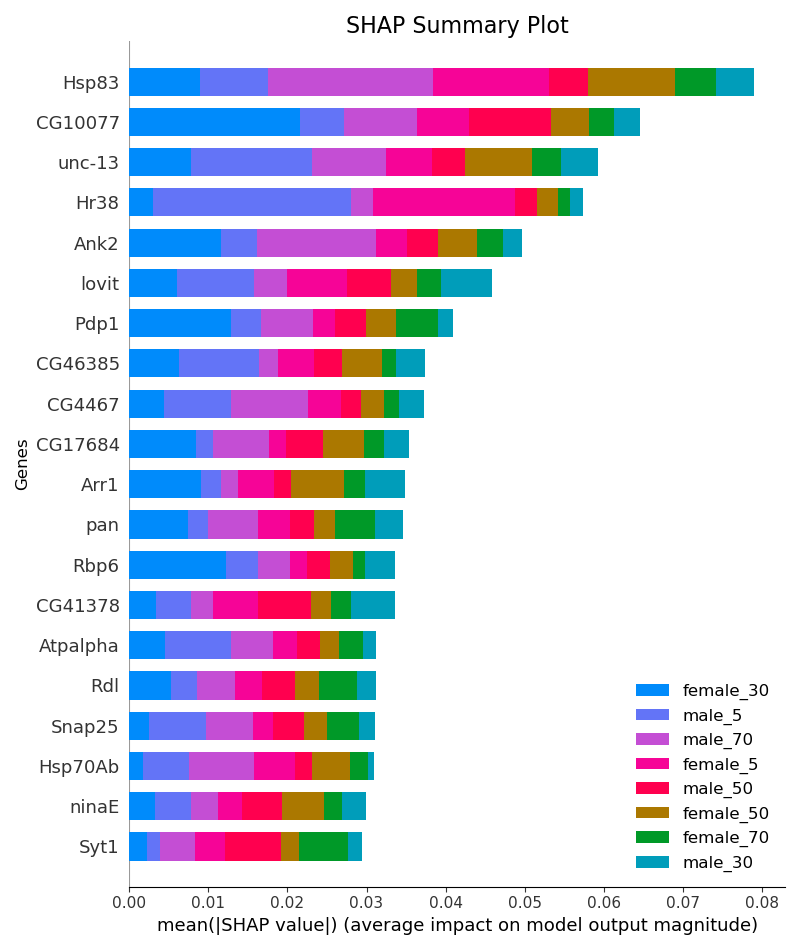 SHAP Summary Plot
Genes
Hsp83
CG10077
unc-13
Hr38
Ank2
lovit
Pdp1
CG46385
CG4467
CG17684
Arr1
pan
Rbp6
CG41378
Atpalpha
Rdl
Snap25
Hsp70Ab
ninaE
Syt1
female_30
male_5
male_70
female_5
male_50
female_50
female_70
male_30
0.00 0.01 0.02 0.03 0.04 0.05 0.06 0.07 0.08
mean(|SHAP value|) (average impact on model output magnitude)